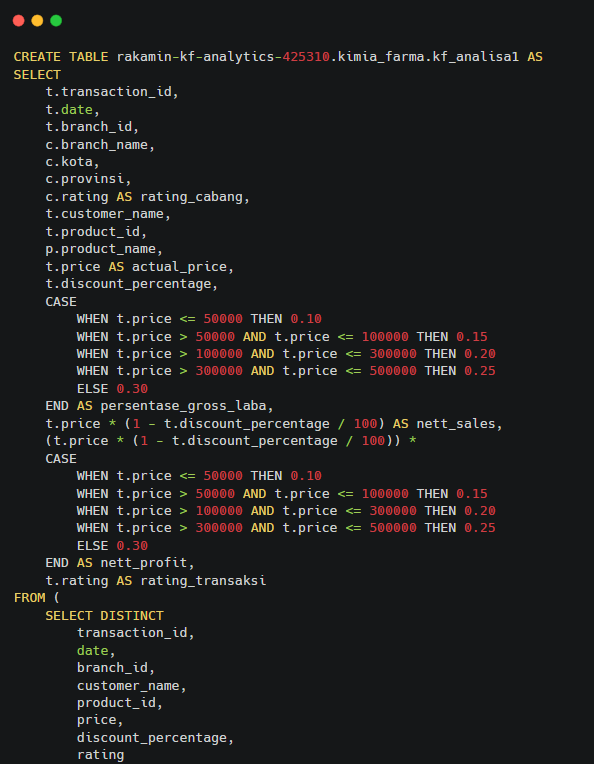 CREATE TABLE rakamin-kf-analytics-425310.kimia_farma.kf_analisa1 AS
SELECT
    t.transaction_id,
    t.date,
    t.branch_id,
    c.branch_name,
    c.kota,
    c.provinsi,
    c.rating AS rating_cabang,
    t.customer_name,
    t.product_id,
    p.product_name,
    t.price AS actual_price,
    t.discount_percentage,
    CASE
        WHEN t.price <= 50000 THEN 0.10
        WHEN t.price > 50000 AND t.price <= 100000 THEN 0.15
        WHEN t.price > 100000 AND t.price <= 300000 THEN 0.20
        WHEN t.price > 300000 AND t.price <= 500000 THEN 0.25
        ELSE 0.30
    END AS persentase_gross_laba,
    t.price * (1 - t.discount_percentage / 100) AS nett_sales,
    (t.price * (1 - t.discount_percentage / 100)) *
    CASE
        WHEN t.price <= 50000 THEN 0.10
        WHEN t.price > 50000 AND t.price <= 100000 THEN 0.15
        WHEN t.price > 100000 AND t.price <= 300000 THEN 0.20
        WHEN t.price > 300000 AND t.price <= 500000 THEN 0.25
        ELSE 0.30
    END AS nett_profit,
    t.rating AS rating_transaksi
FROM (
    SELECT DISTINCT
        transaction_id,
        date,
        branch_id,
        customer_name,
        product_id,
        price,
        discount_percentage,
        rating